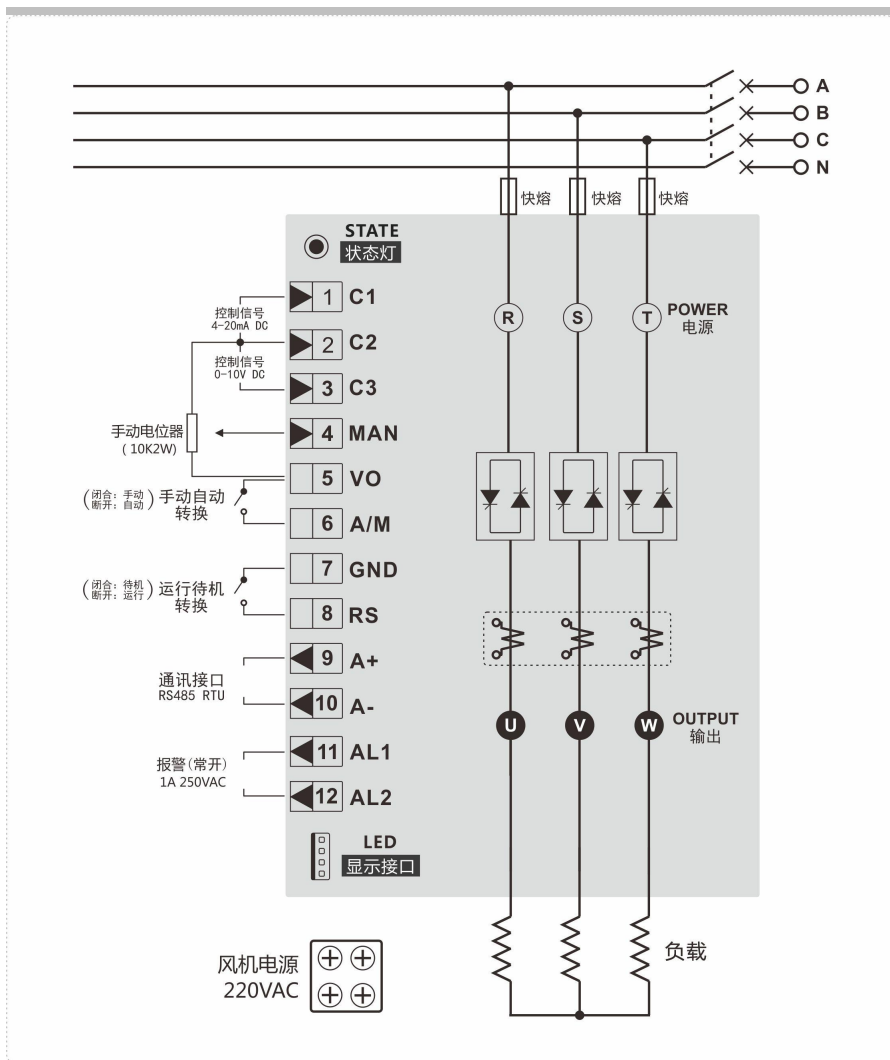 A
B
C
N
快熔 快熔 快熔
STATE
状态灯
控制信号
4-20mA DC
控制信号
0-10V DC
1 C1
2 C2
3 C3
4 MAN
5 VO
6 A/M
7 GND
8 RS
9 A+
10 A-
11 AL1
12 AL2
手动电位器
( 10K2W)
(闭合：手动
断开：自动)
手动自动
转换
(闭合：待机
断开：运行)
运行待机
转换
通讯接口
RS485 RTU
报警(常开)
1A 250VAC
R S T
POWER
电源
U V W
OUTPUT
输出
LED
显示接口
风机电源
220VAC
负载